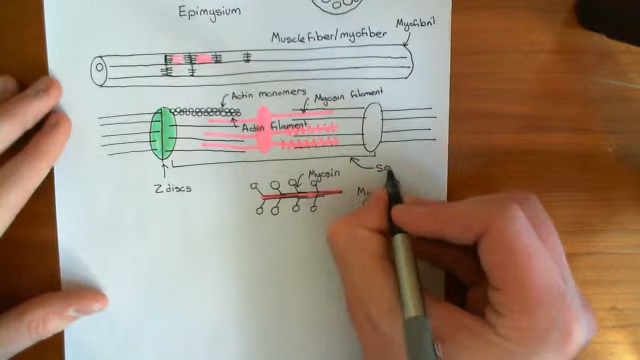 Epimysium
Muscle fiber/myofiber
Myofibril
Actin monomers
Myosin filament
Actin filament
Z discs
Myosin